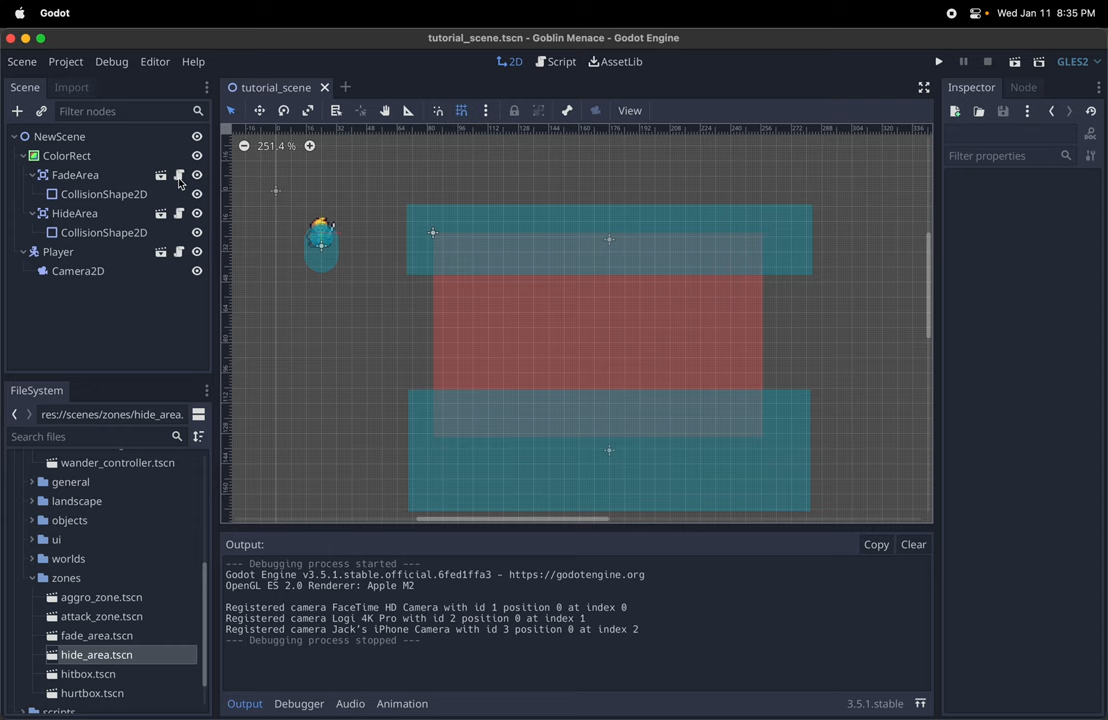 Godot
Wed Jan 11 8:35 PM
tutorial_scene.tscn - Goblin Menace - Godot Engine
Scene Project Debug Editor Help
2D Script AssetLib
GLES2
Scene Import
tutorial_scene
Inspector Node
Filter nodes
View
NewScene
ColorRect
FadeArea
CollisionShape2D
HideArea
CollisionShape2D
Player
Camera2D
251.4 %
Filter properties
FileSystem
res://scenes/zones/hide_area.
Search files
wander_controller.tscn
general
landscape
objects
ui
worlds
zones
aggro_zone.tscn
attack_zone.tscn
fade_area.tscn
hide_area.tscn
hitbox.tscn
hurtbox.tscn
scripts
Output:
Copy Clear
--- Debugging process started ---
Godot Engine v3.5.1.stable.official.6fed1ffa3 - https://godotengine.org
OpenGL ES 2.0 Renderer: Apple M2
Registered camera FaceTime HD Camera with id 1 position 0 at index 0
Registered camera Logi 4K Pro with id 2 position 0 at index 1
Registered camera Jack's iPhone Camera with id 3 position 0 at index 2
--- Debugging process stopped ---
Output Debugger Audio Animation
3.5.1.stable